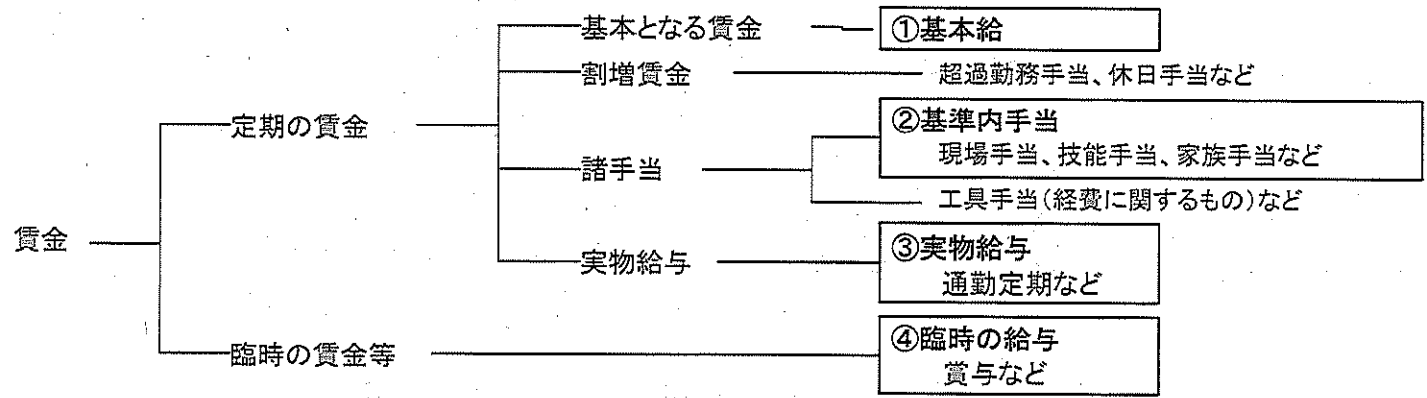 基本となる賃金 ①基本給
割増賃金 超過勤務手当、休日手当など
定期の賃金
②基準内手当
現場手当、技能手当、家族手当など
諸手当
工具手当(経費に関するもの)など
賃金
実物給与
③実物給与
通勤定期など
臨時の賃金等
④臨時の給与
賞与など